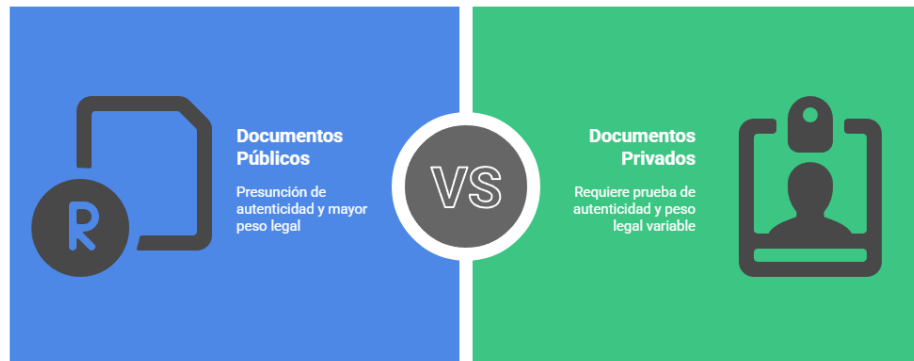 Documentos
Públicos
Presunción de
autenticidad y mayor
peso legal
R
VS
Documentos
Privados
Requiere prueba de
autenticidad y peso
legal variable